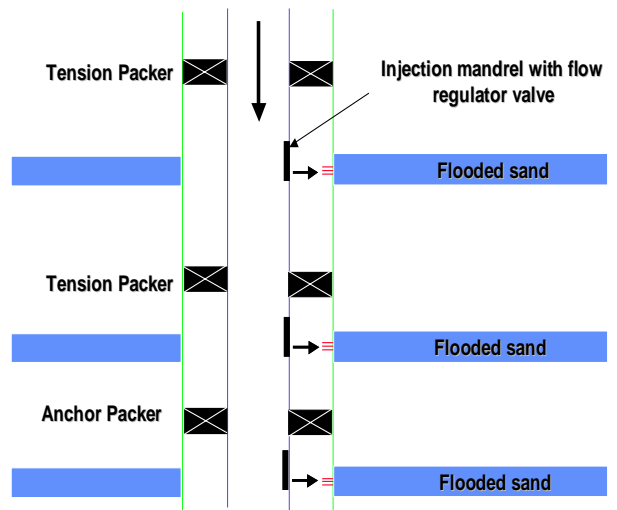 Tension Packer
Injection mandrel with flow
regulator valve
Flooded sand
Tension Packer
Flooded sand
Anchor Packer
Flooded sand